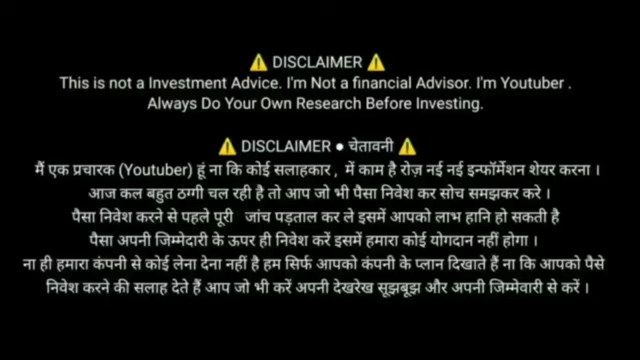 ⚠️ DISCLAIMER ⚠️
This is not a Investment Advice. I'm Not a financial Advisor. I'm Youtuber .
Always Do Your Own Research Before Investing.
⚠️ DISCLAIMER ● चेतावनी ⚠️
मैं एक प्रचारक (Youtuber) हूं ना कि कोई सलाहकार , में काम है रोज़ नई नई इन्फॉर्मेशन शेयर करना ।
आज कल बहुत ठग्गी चल रही है तो आप जो भी पैसा निवेश कर सोच समझकर करे ।
पैसा निवेश करने से पहले पूरी जांच पड़ताल कर ले इसमें आपको लाभ हानि हो सकती है
पैसा अपनी जिम्मेदारी के ऊपर ही निवेश करें इसमें हमारा कोई योगदान नहीं होगा ।
ना ही हमारा कंपनी से कोई लेना देना नहीं है हम सिर्फ आपको कंपनी के प्लान दिखाते हैं ना कि आपको पैसे
निवेश करने की सलाह देते हैं आप जो भी करें अपनी देखरेख सूझबूझ और अपनी जिम्मेवारी से करें ।